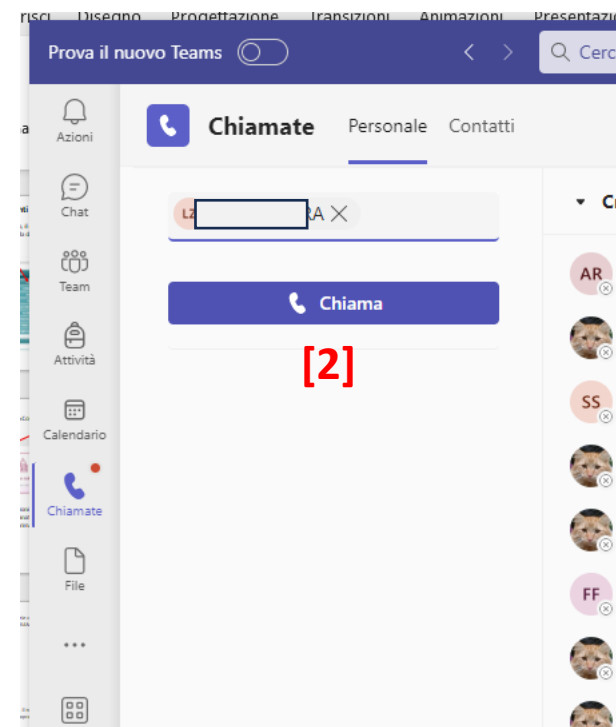 Disegno Progettazione Transizioni Animazioni
Prova il nuovo Teams
Cerc
Azioni
Chiamate Personale Contatti
Chat
LZ RA
Team
Chiama
AR
[2]
Attività
SS
Calendario
Chiamate
File
FF